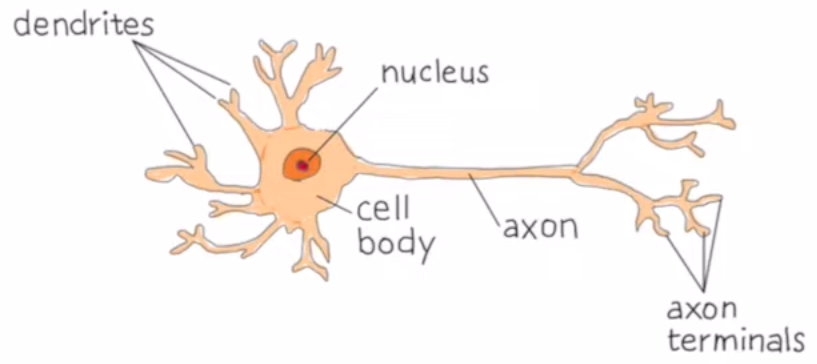 dendrites
nucleus
cell
body
axon
axon
terminals